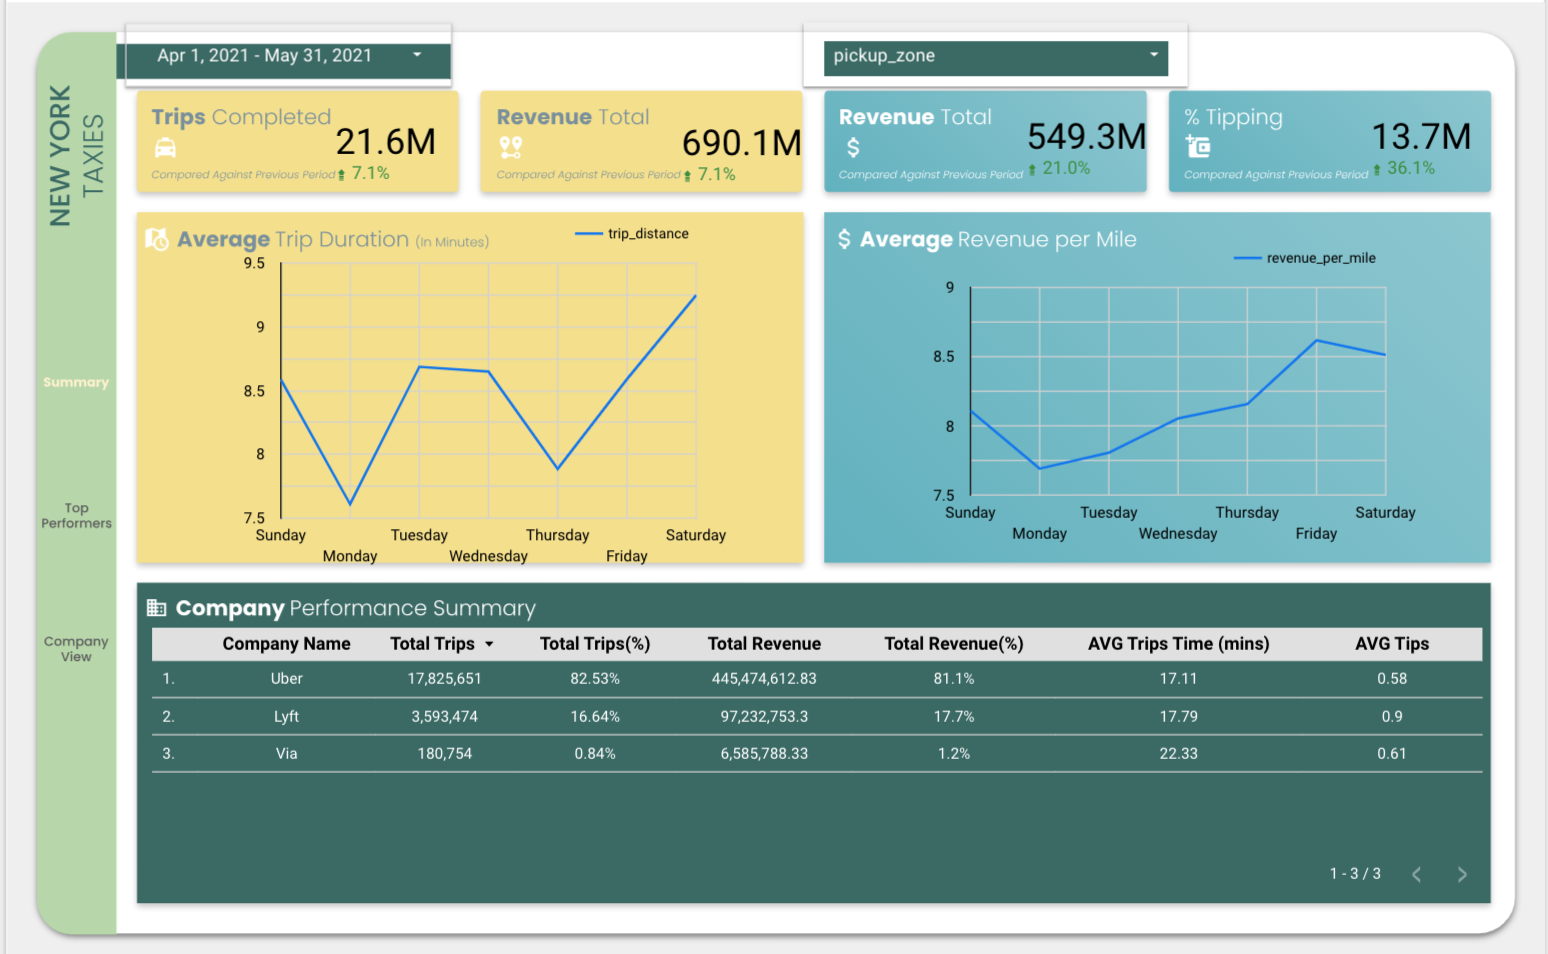 NEW YORK
TAXIES
Summary
Top
Performers
Company
View
Apr 1, 2021 - May 31, 2021
pickup_zone
Trips Completed
21.6M
Compared Against Previous Period
7.1%
Revenue Total
690.1M
Compared Against Previous Period
7.1%
Revenue Total
$
549.3M
Compared Against Previous Period
21.0%
% Tipping
13.7M
Compared Against Previous Period
36.1%
Average Trip Duration (In Minutes)
trip_distance
9.5
9
8.5
8
7.5
Sunday
Monday
Tuesday
Wednesday
Thursday
Friday
Saturday
$ Average Revenue per Mile
revenue_per_mile
9
8.5
8
7.5
Sunday
Monday
Tuesday
Wednesday
Thursday
Friday
Saturday
Company Performance Summary
Company Name Total Trips Total Trips(%) Total Revenue Total Revenue(%) AVG Trips Time (mins) AVG Tips
1. Uber 17,825,651 82.53% 445,474,612.83 81.1% 17.11 0.58
2. Lyft 3,593,474 16.64% 97,232,753.3 17.7% 17.79 0.9
3. Via 180,754 0.84% 6,585,788.33 1.2% 22.33 0.61
1 - 3 / 3 < >